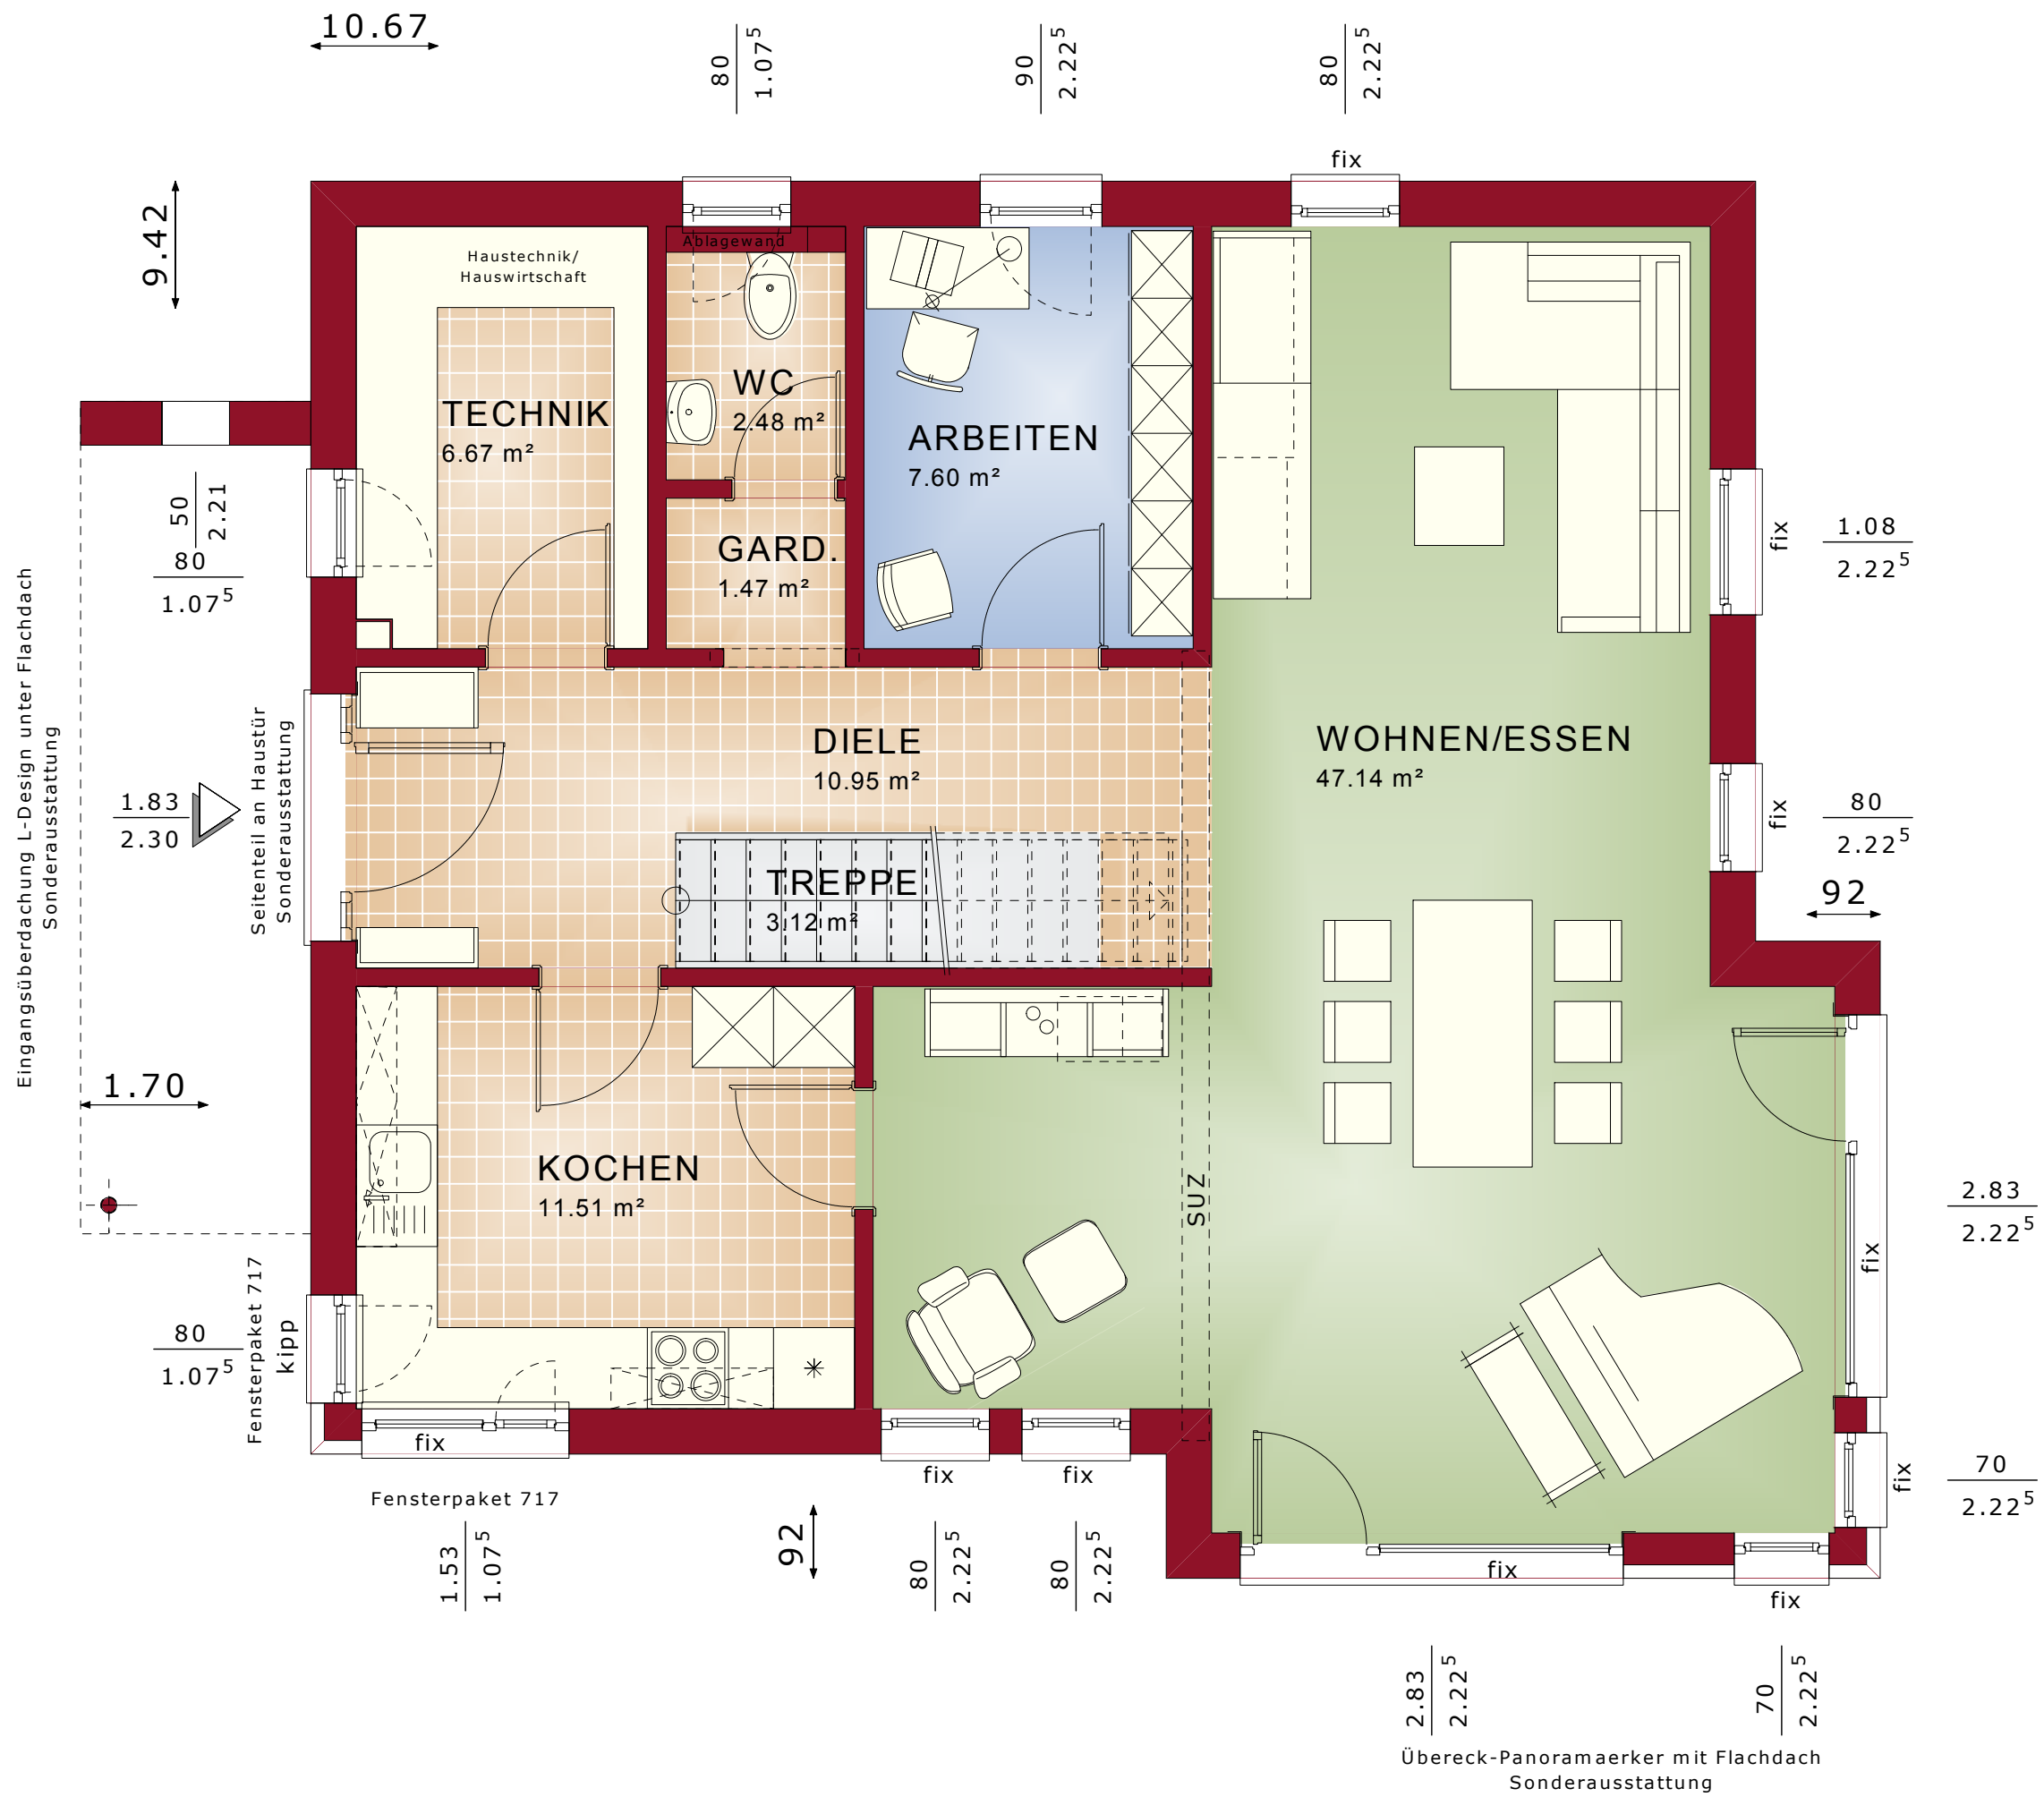 10.67
80
1.07⁵
90
2.22⁵
80
2.22⁵
fix
9.42
Haustechnik/
Hauswirtschaft
Ablagewand
WC
2.48 m²
TECHNIK
6.67 m²
ARBEITEN
7.60 m²
50
2.21
80
1.07⁵
GARD.
1.47 m²
fix
1.08
2.22⁵
Eingangsüberdachung L-Design unter Flachdach
Sonderausstattung
Seitenteil an Haustür
Sonderausstattung
1.83
2.30
DIELE
10.95 m²
WOHNEN/ESSEN
47.14 m²
fix
80
2.22⁵
TREPPE
3.12 m²
92
1.70
KOCHEN
11.51 m²
SUZ
2.83
2.22⁵
fix
Fensterpaket 717
kipp
80
1.07⁵
fix
fix
fix
fix
70
2.22⁵
Fensterpaket 717
1.53
1.07⁵
92
80
2.22⁵
80
2.22⁵
fix
fix
2.83
2.22⁵
70
2.22⁵
Übereck-Panoramaerker mit Flachdach
Sonderausstattung